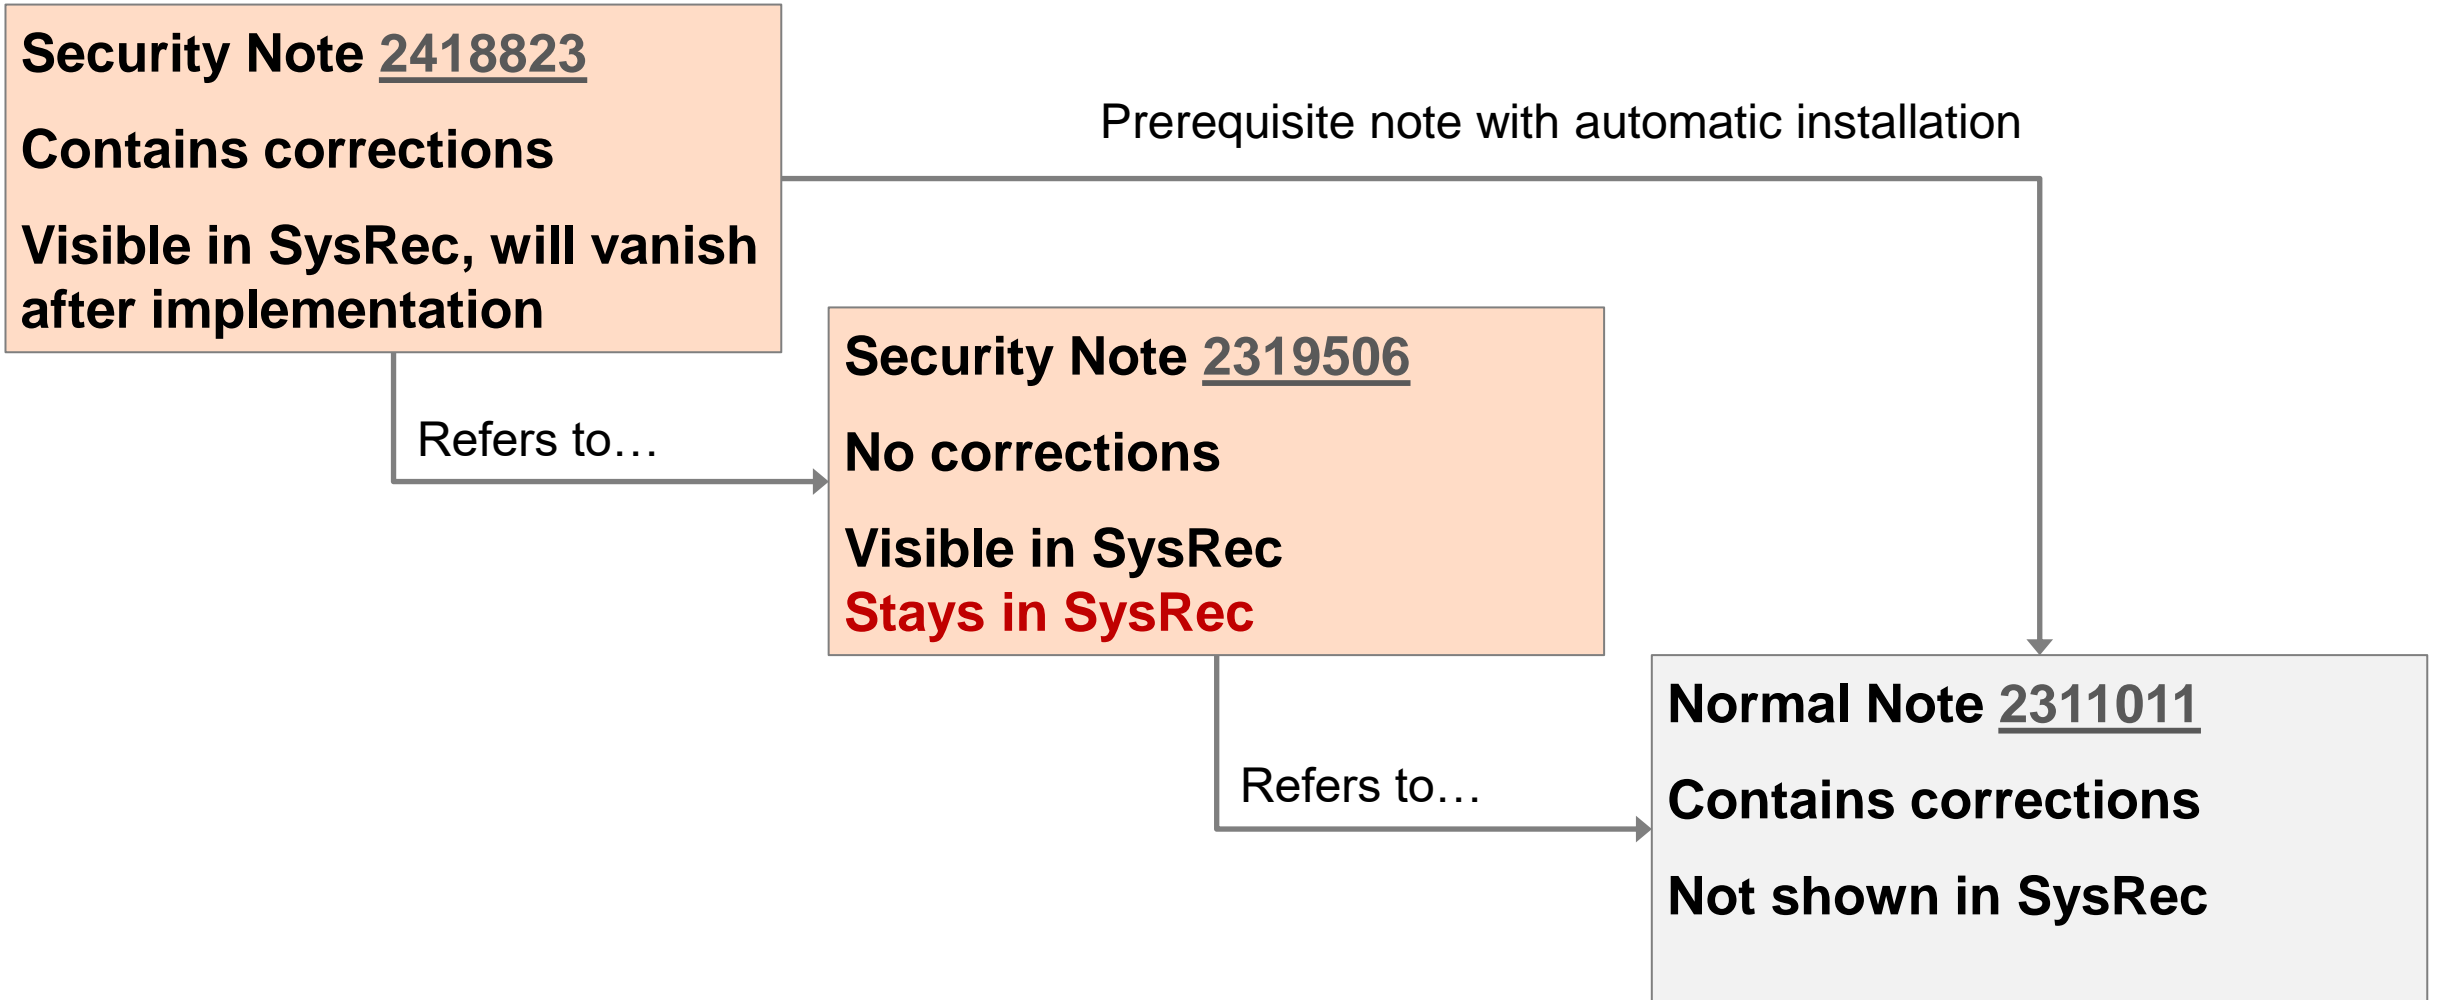 Security Note 2418823
Contains corrections
Visible in SysRec, will vanish
after implementation
Prerequisite note with automatic installation
Refers to…
Security Note 2319506
No corrections
Visible in SysRec
Stays in SysRec
Refers to…
Normal Note 2311011
Contains corrections
Not shown in SysRec